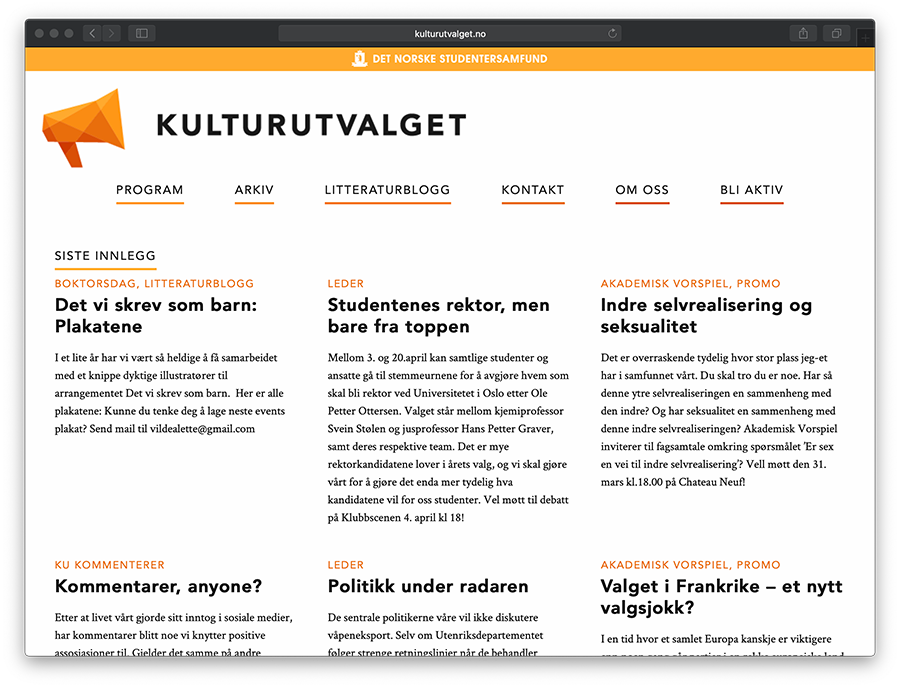 kulturutvalget.no
DET NORSKE STUDENTERSAMFUND
KULTURUTVALGET
PROGRAM
ARKIV
LITTERATURBLOGG
KONTAKT
OM OSS
BLI AKTIV
SISTE INNLEGG
BOKTORSDAG, LITTERATURBLOGG
Det vi skrev som barn:
Plakatene
I et lite år har vi vært så heldige å få samarbeidet
med et knippe dyktige illustratører til
arrangementet Det vi skrev som barn.  Her er alle
plakatene: Kunne du tenke deg å lage neste events
plakat? Send mail til vildealette@gmail.com
LEDER
Studentenes rektor, men
bare fra toppen
Mellom 3. og 20.april kan samtlige studenter og
ansatte gå til stemmeurnene for å avgjøre hvem som
skal bli rektor ved Universitetet i Oslo etter Ole
Petter Ottersen. Valget står mellom kjemiprofessor
Svein Stølen og jusprofessor Hans Petter Graver,
samt deres respektive team. Det er mye
rektorkandidatene lover i årets valg, og vi skal gjøre
vårt for å gjøre det enda mer tydelig hva
kandidatene vil for oss studenter. Vel møtt til debatt
på Klubbscenen 4. april kl 18!
AKADEMISK VORSPIEL, PROMO
Indre selvrealisering og
seksualitet
Det er overraskende tydelig hvor stor plass jeg-et
har i samfunnet vårt. Du skal tro du er noe. Har så
denne ytre selvrealiseringen en sammenheng med
den indre? Og har seksualitet en sammenheng med
denne indre selvrealiseringen? Akademisk Vorspiel
inviterer til fagsamtale omkring spørsmålet 'Er sex
en vei til indre selvrealisering'? Vell møtt den 31.
mars kl.18.00 på Chateau Neuf!
KU KOMMENTERER
Kommentarer, anyone?
Etter at livet vårt gjorde sitt inntog i sosiale medier,
har kommentarer blitt noe vi knytter positive
assosiasjoner til. Gjelder det samme på andre
LEDER
Politikk under radaren
De sentrale politikerne våre vil ikke diskutere
våpeneksport. Selv om Utenriksdepartementet
følger strenge retningslinjer når de behandler
AKADEMISK VORSPIEL, PROMO
Valget i Frankrike – et nytt
valgsjokk?
I en tid hvor et samlet Europa kanskje er viktigere